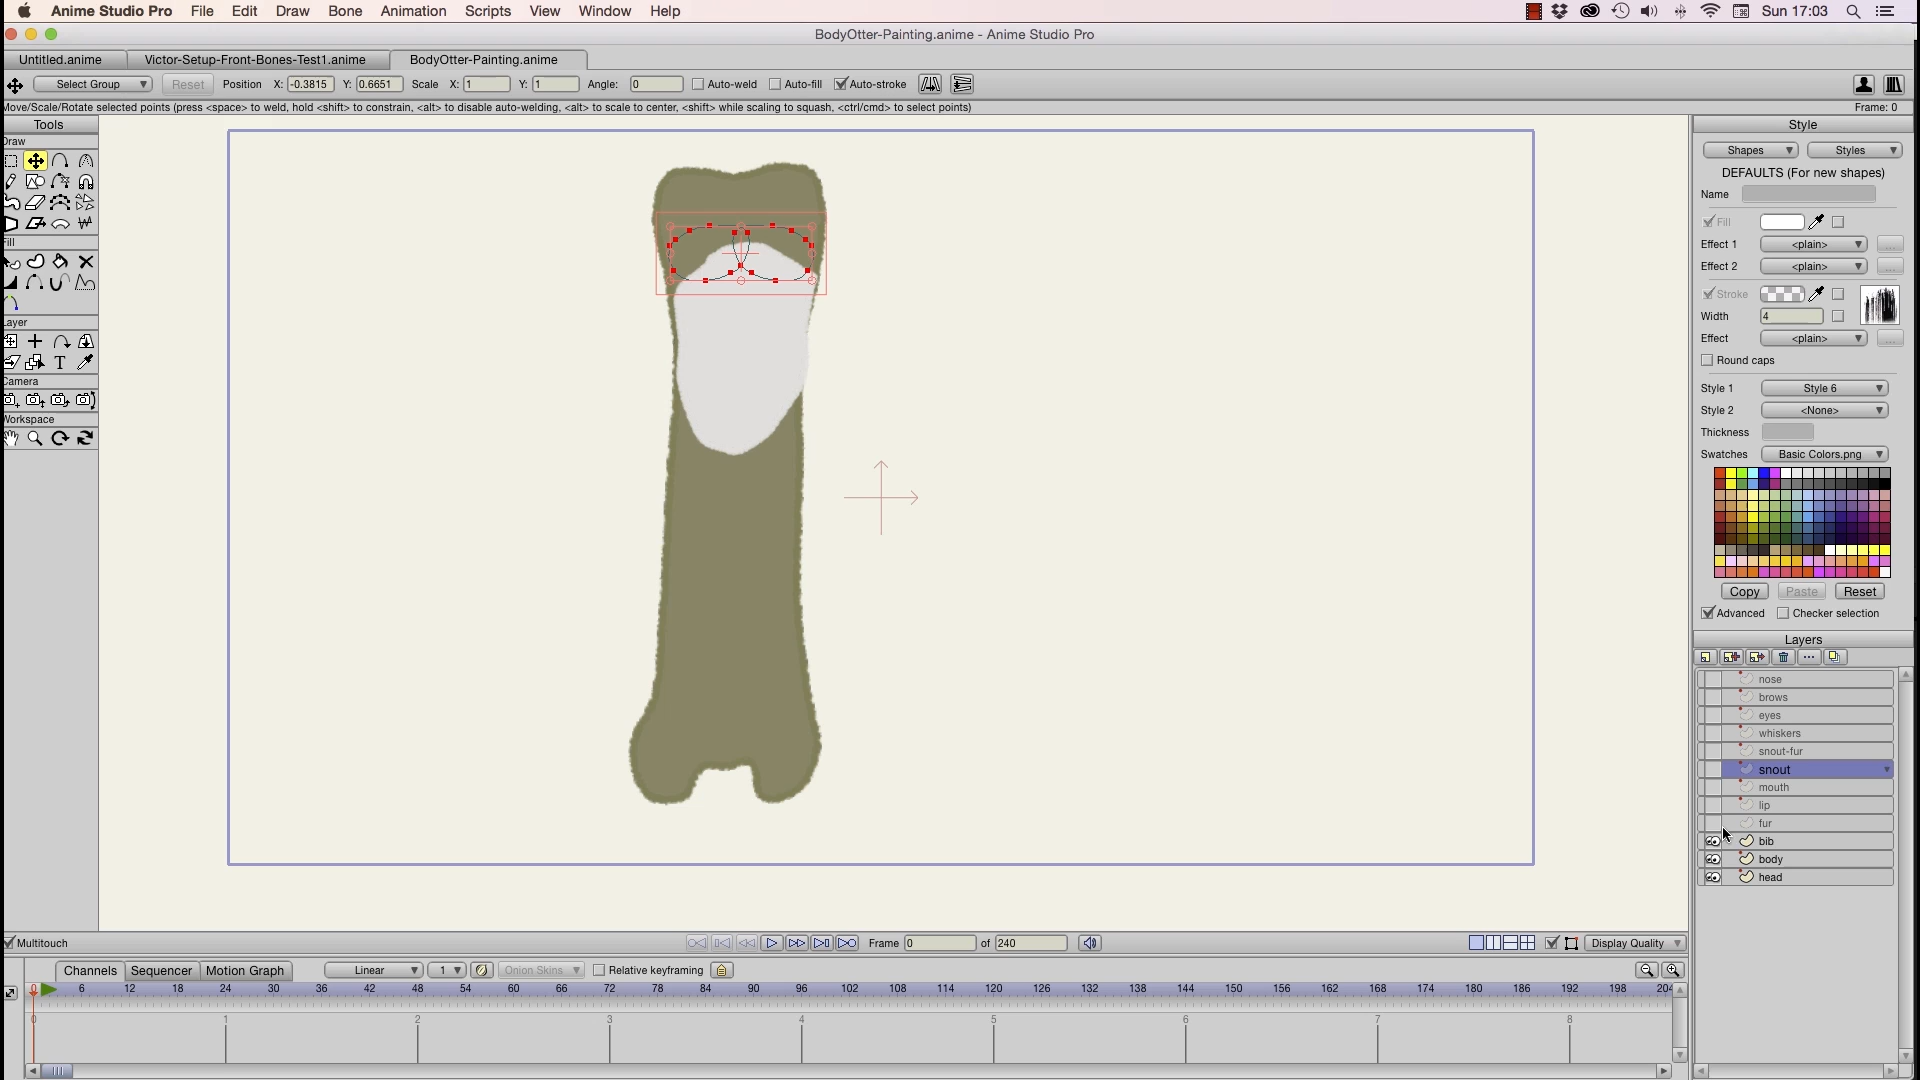 Anime Studio Pro File Edit Draw Bone Animation Scripts View Window Help Sun 17:03
BodyOtter-Painting.anime - Anime Studio Pro
Untitled.anime Victor-Setup-Front-Bones-Test1.anime BodyOtter-Painting.anime
Select Group Reset Position X: -0.3815 Y: 0.6651 Scale X: 1 Y: 1 Angle: 0 Auto-weld Auto-fill Auto-stroke
Move/Scale/Rotate selected points (press <space> to weld, hold <shift> to constrain, <alt> to disable auto-welding, <alt> to scale to center, <shift> while scaling to squash, <ctrl/cmd> to select points) Frame: 0
Tools
Draw
Fill
Layer
Camera
Workspace
Style
Shapes Styles
DEFAULTS (For new shapes)
Name
Fill
Effect 1 <plain> ...
Effect 2 <plain> ...
Stroke
Width 4
Effect <plain> ...
Round caps
Style 1 Style 6
Style 2 <None>
Thickness
Swatches Basic Colors.png
Copy Paste Reset
Advanced Checker selection
Layers
nose
brows
eyes
whiskers
snout-fur
snout
mouth
lip
fur
bib
body
head
Multitouch Frame 0 of 240 Display Quality
Channels Sequencer Motion Graph Linear 1 Onion Skins Relative keyframing
0 6 12 18 24 30 36 42 48 54 60 66 72 78 84 90 96 102 108 114 120 126 132 138 144 150 156 162 168 174 180 186 192 198 204
0 1 2 3 4 5 6 7 8